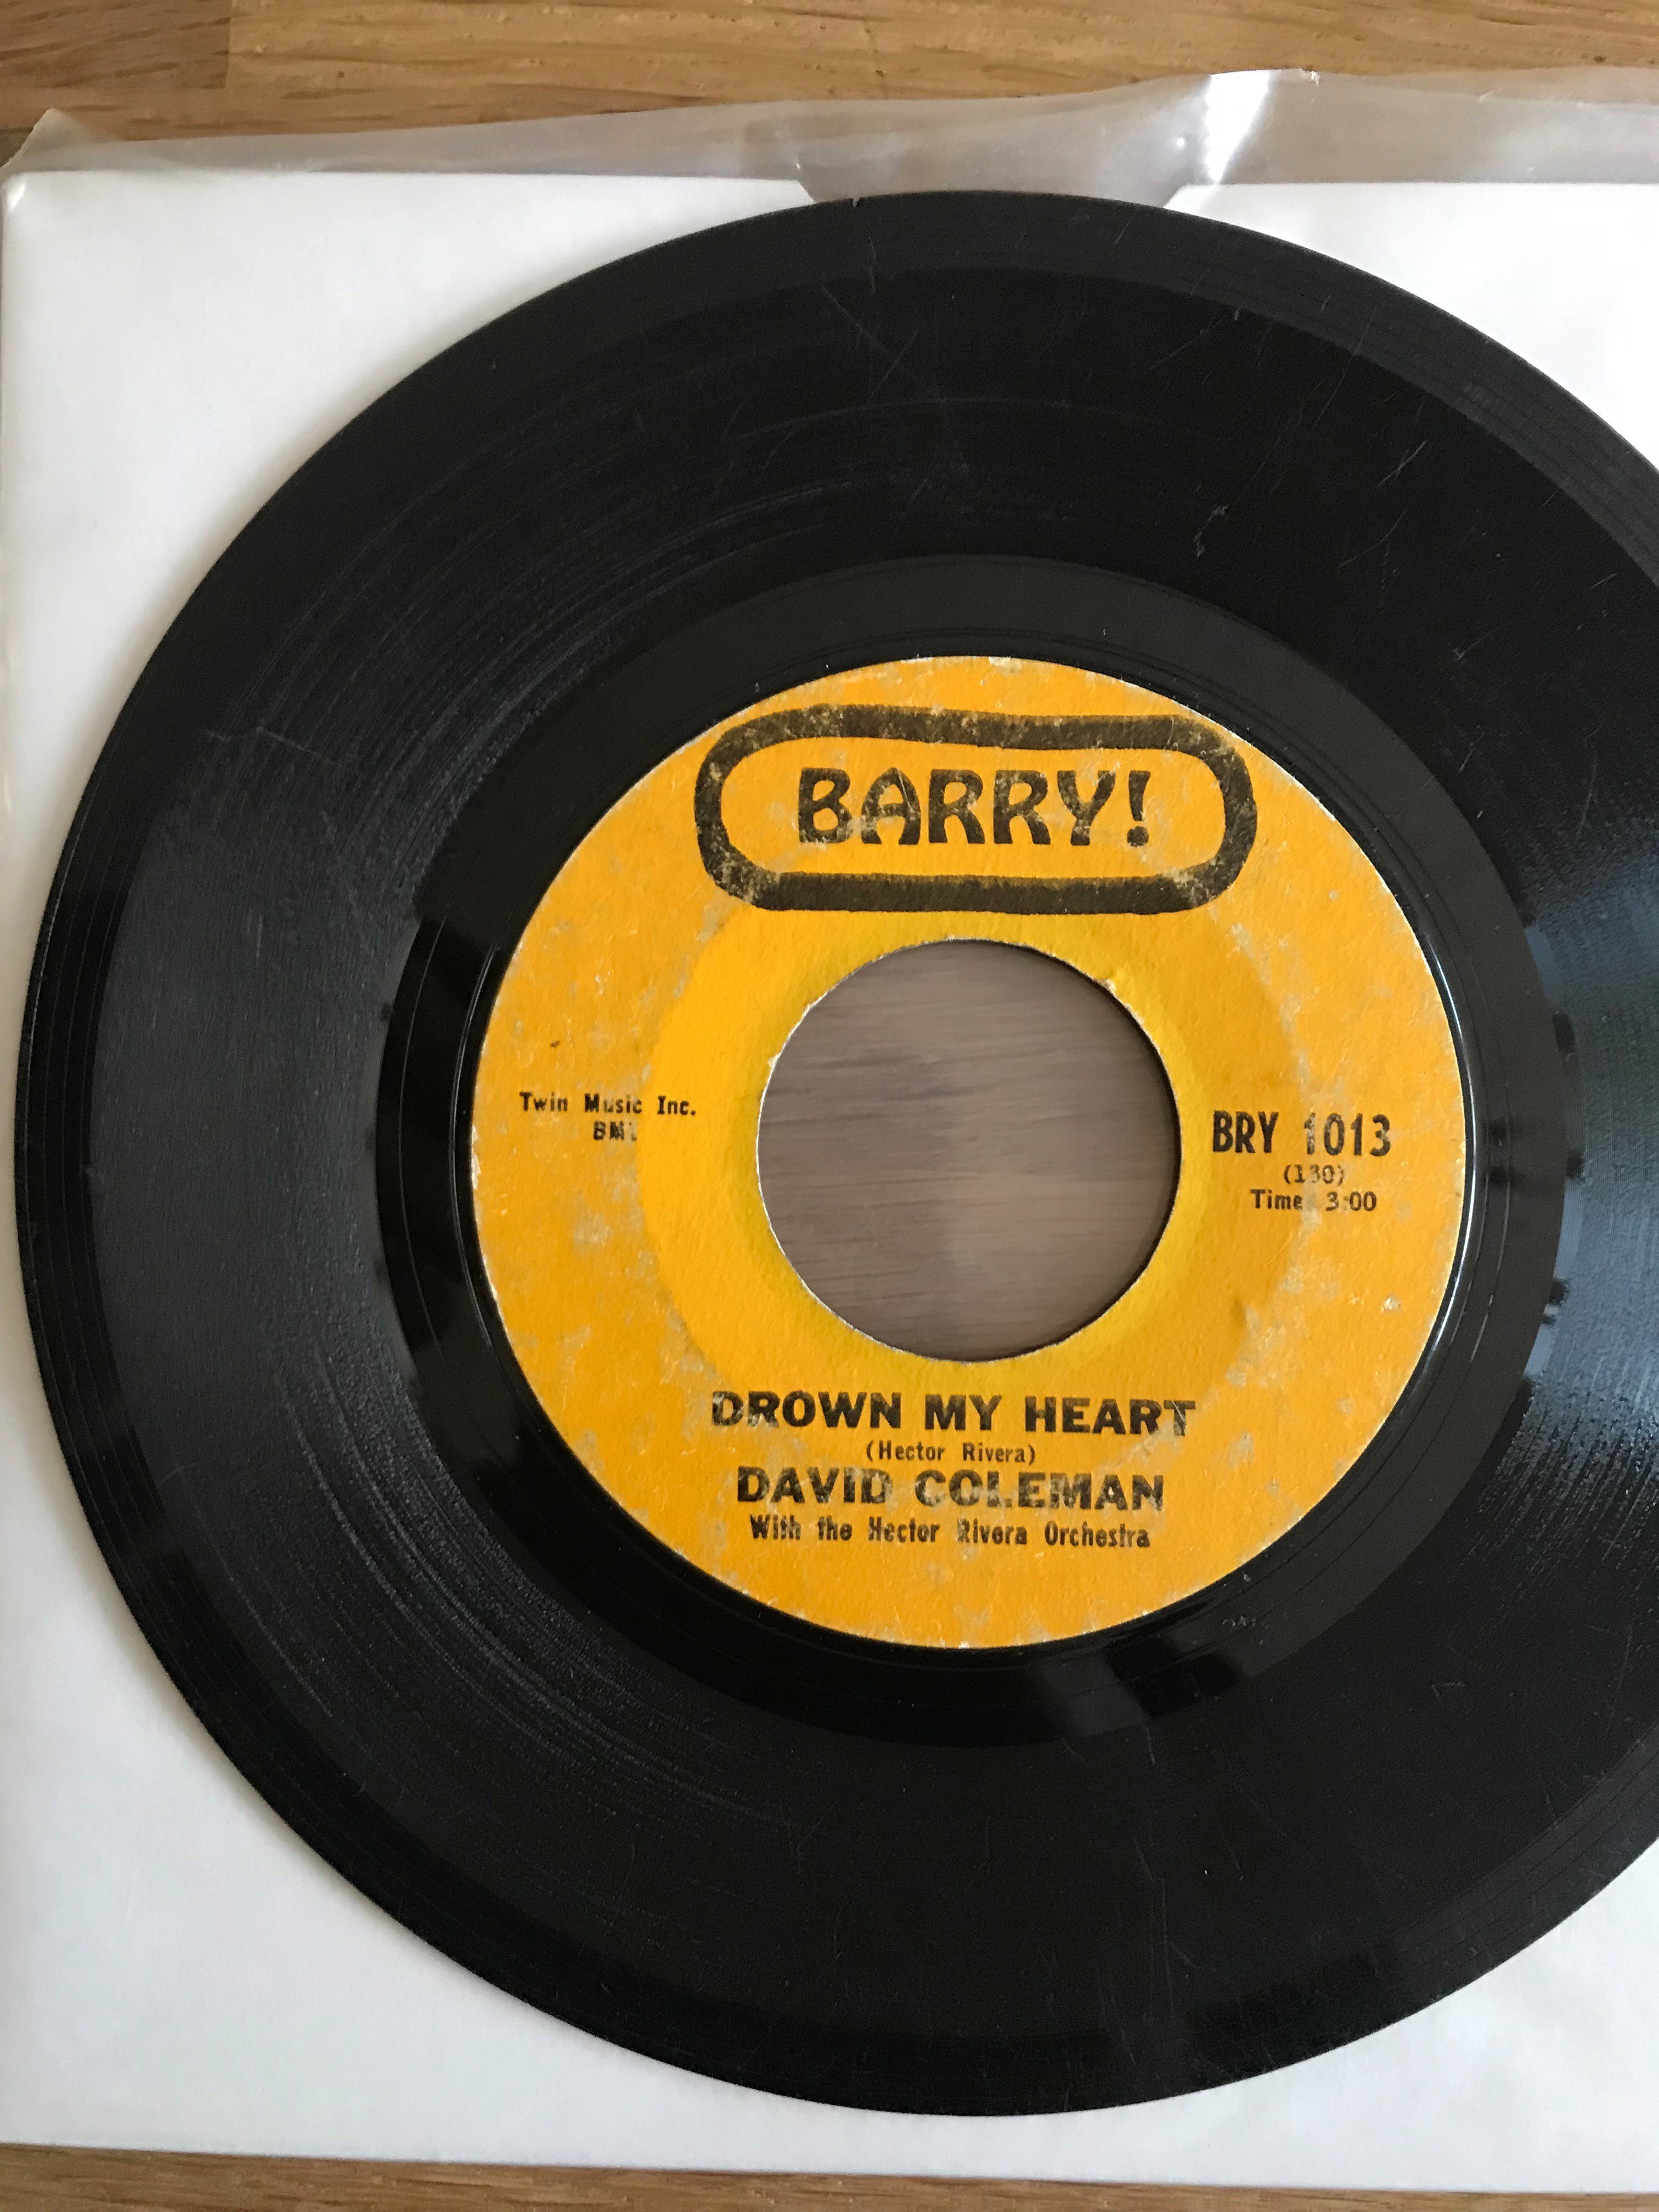 BARRY!
Twin Music Inc.
BMI
BRY 1013
Time 3:00
DROWN MY HEART
(Hector Rivera)
DAVID COLEMAN
With the Hector Rivera Orchestra